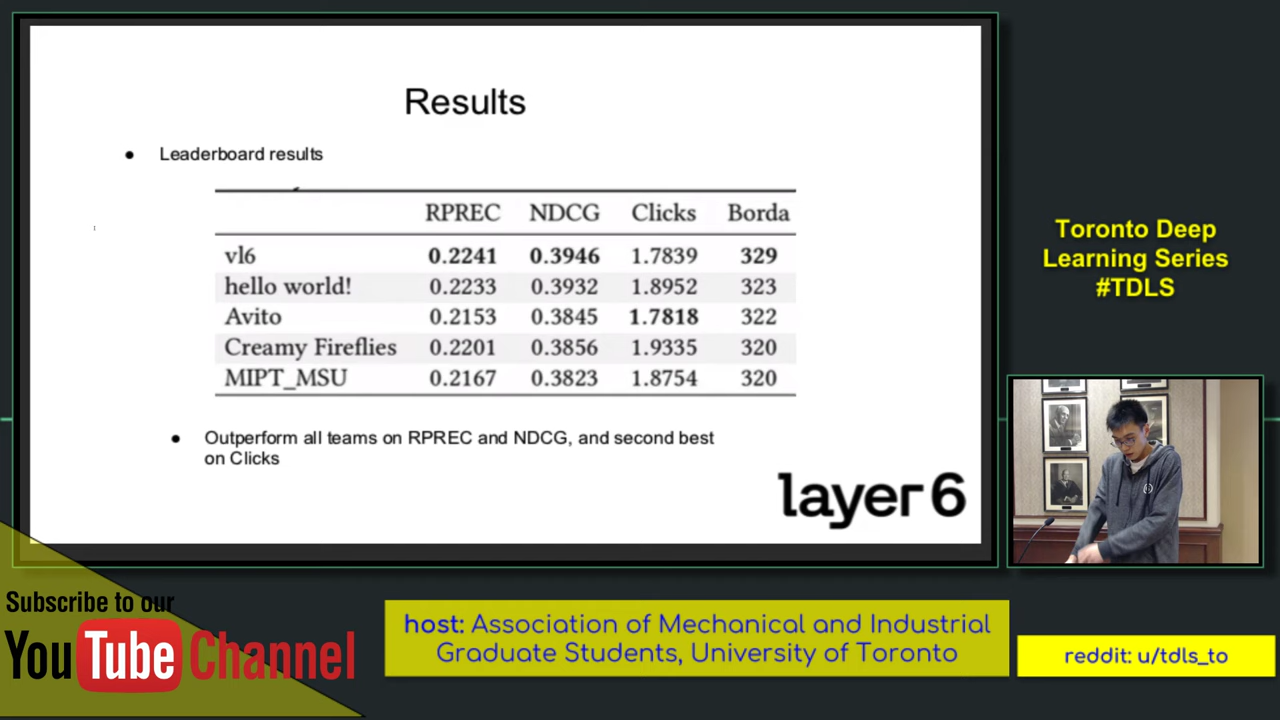 Results
● Leaderboard results
RPREC NDCG Clicks Borda
vl6 0.2241 0.3946 1.7839 329
hello world! 0.2233 0.3932 1.8952 323
Avito 0.2153 0.3845 1.7818 322
Creamy Fireflies 0.2201 0.3856 1.9335 320
MIPT_MSU 0.2167 0.3823 1.8754 320
● Outperform all teams on RPREC and NDCG, and second best
on Clicks
layer 6
Toronto Deep
Learning Series
#TDLS
Subscribe to our
YouTube Channel
host: Association of Mechanical and Industrial
Graduate Students, University of Toronto
reddit: u/tdls_to